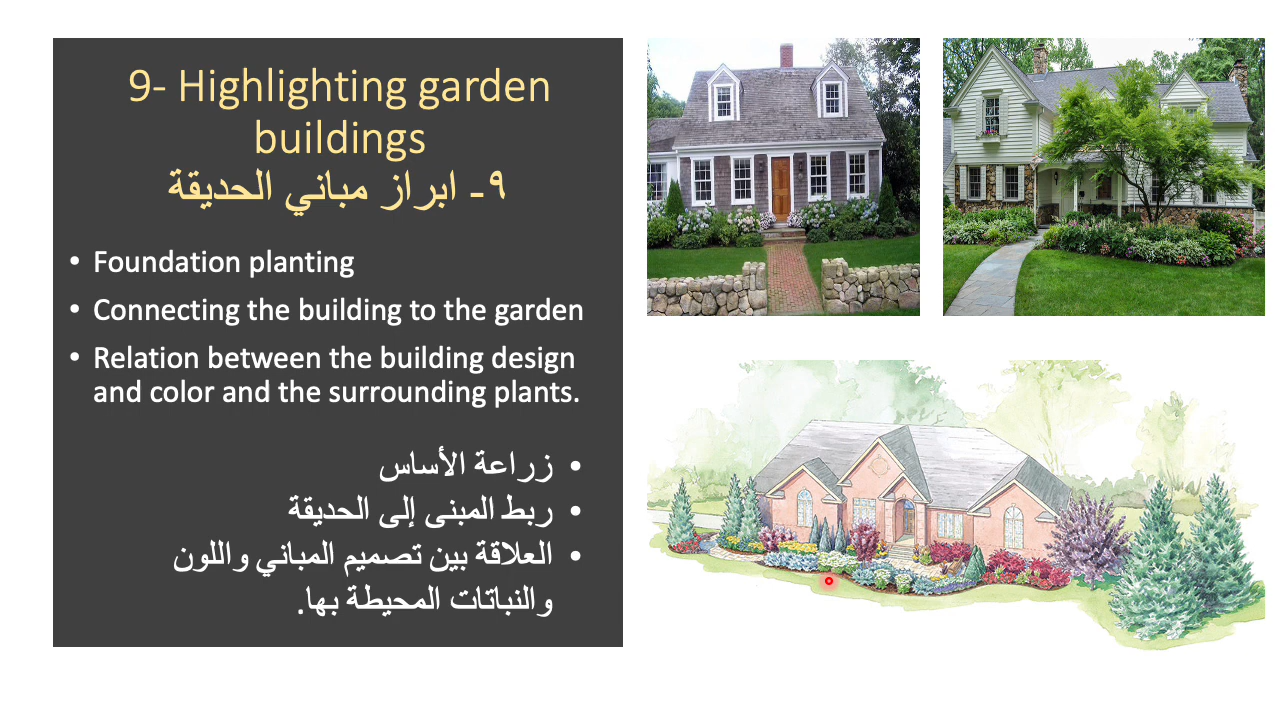 9- Highlighting garden
buildings
٩- ابراز مباني الحديقة
• Foundation planting
• Connecting the building to the garden
• Relation between the building design
and color and the surrounding plants.
• زراعة الأساس
• ربط المبنى إلى الحديقة
• العلاقة بين تصميم المباني واللون
والنباتات المحيطة بها.